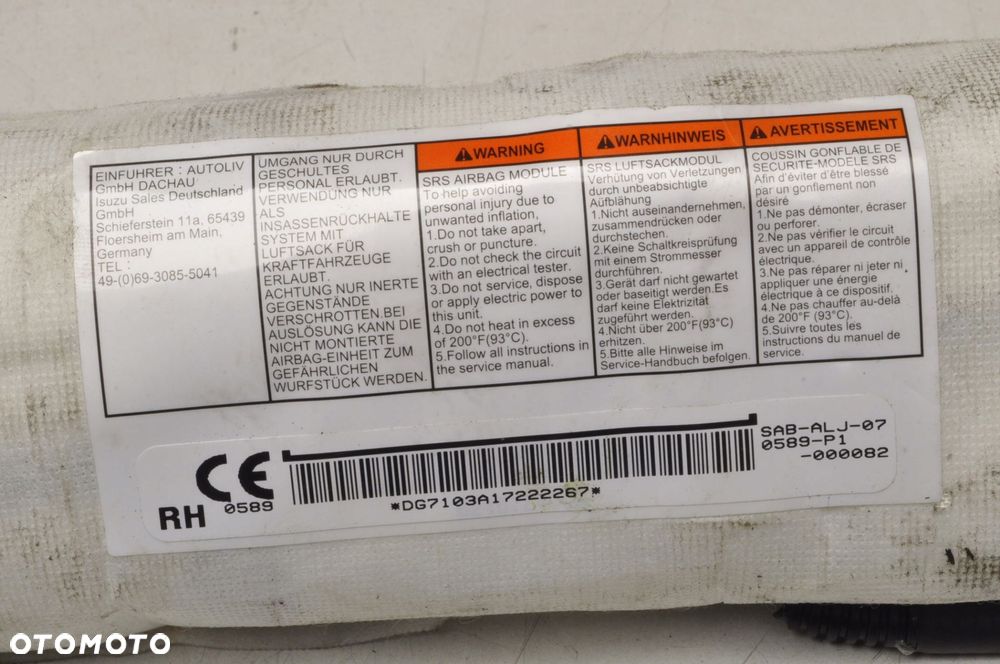 EINFUHRER : AUTOLIV
GmbH DACHAU
Isuzu Sales Deutschland
GmbH
Schieferstein 11a, 65439
Floersheim am Main,
Germany
TEL :
49-(0)69-3085-5041
UMGANG NUR DURCH
GESCHULTES
PERSONAL ERLAUBT.
VERWENDUNG NUR
ALS
INSASSENRÜCKHALTE
SYSTEM MIT
LUFTSACK FÜR
KRAFTFAHRZEUGE
ERLAUBT.
ACHTUNG NUR INERTE
GEGENSTÄNDE
VERSCHROTTEN.BEI
AUSLÖSUNG KANN DIE
NICHT MONTIERTE
AIRBAG-EINHEIT ZUM
GEFÄHRLICHEN
WURFSTÜCK WERDEN.
WARNING
SRS AIRBAG MODULE
To help avoiding
personal injury due to
unwanted inflation,
1.Do not take apart,
crush or puncture.
2.Do not check the circuit
with an electrical tester.
3.Do not service, dispose
or apply electric power to
this unit.
4.Do not heat in excess
of 200°F(93°C).
5.Follow all instructions in
the service manual.
WARNHINWEIS
SRS LUFTSACKMODUL
Verhütung von Verletzungen
durch unbeabsichtigte
Aufblähung
1.Nicht auseinandernehmen,
zusammendrücken oder
durchstechen.
2.Keine Schaltkreisprüfung
mit einem Strommesser
durchführen.
3.Gerät darf nicht gewartet
oder baseitigt werden.Es
darf keine Elektrizität
zugeführt werden.
4.Nicht über 200°F(93°C)
erhitzen.
5.Bitte alle Hinweise im
Service-Handbuch befolgen.
AVERTISSEMENT
COUSSIN GONFLABLE DE
SECURITE-MODELE SRS
Afin d'éviter d'être blessé
par un gonflement non
désiré
1.Ne pas démonter, écraser
ou perforer.
2.Ne pas vérifier le circuit
avec un appareil de contrôle
électrique.
3.Ne pas réparer ni jeter ni
appliquer une énergie
électrique à ce dispositif.
4.Ne pas chauffer au-delà
de 200°F (93°C).
5.Suivre toutes les
instructions du manuel de
service.
RH
CE
0589
*DG7103A17222267*
SAB-ALJ-07
0589-P1
-000082
OTOMOTO